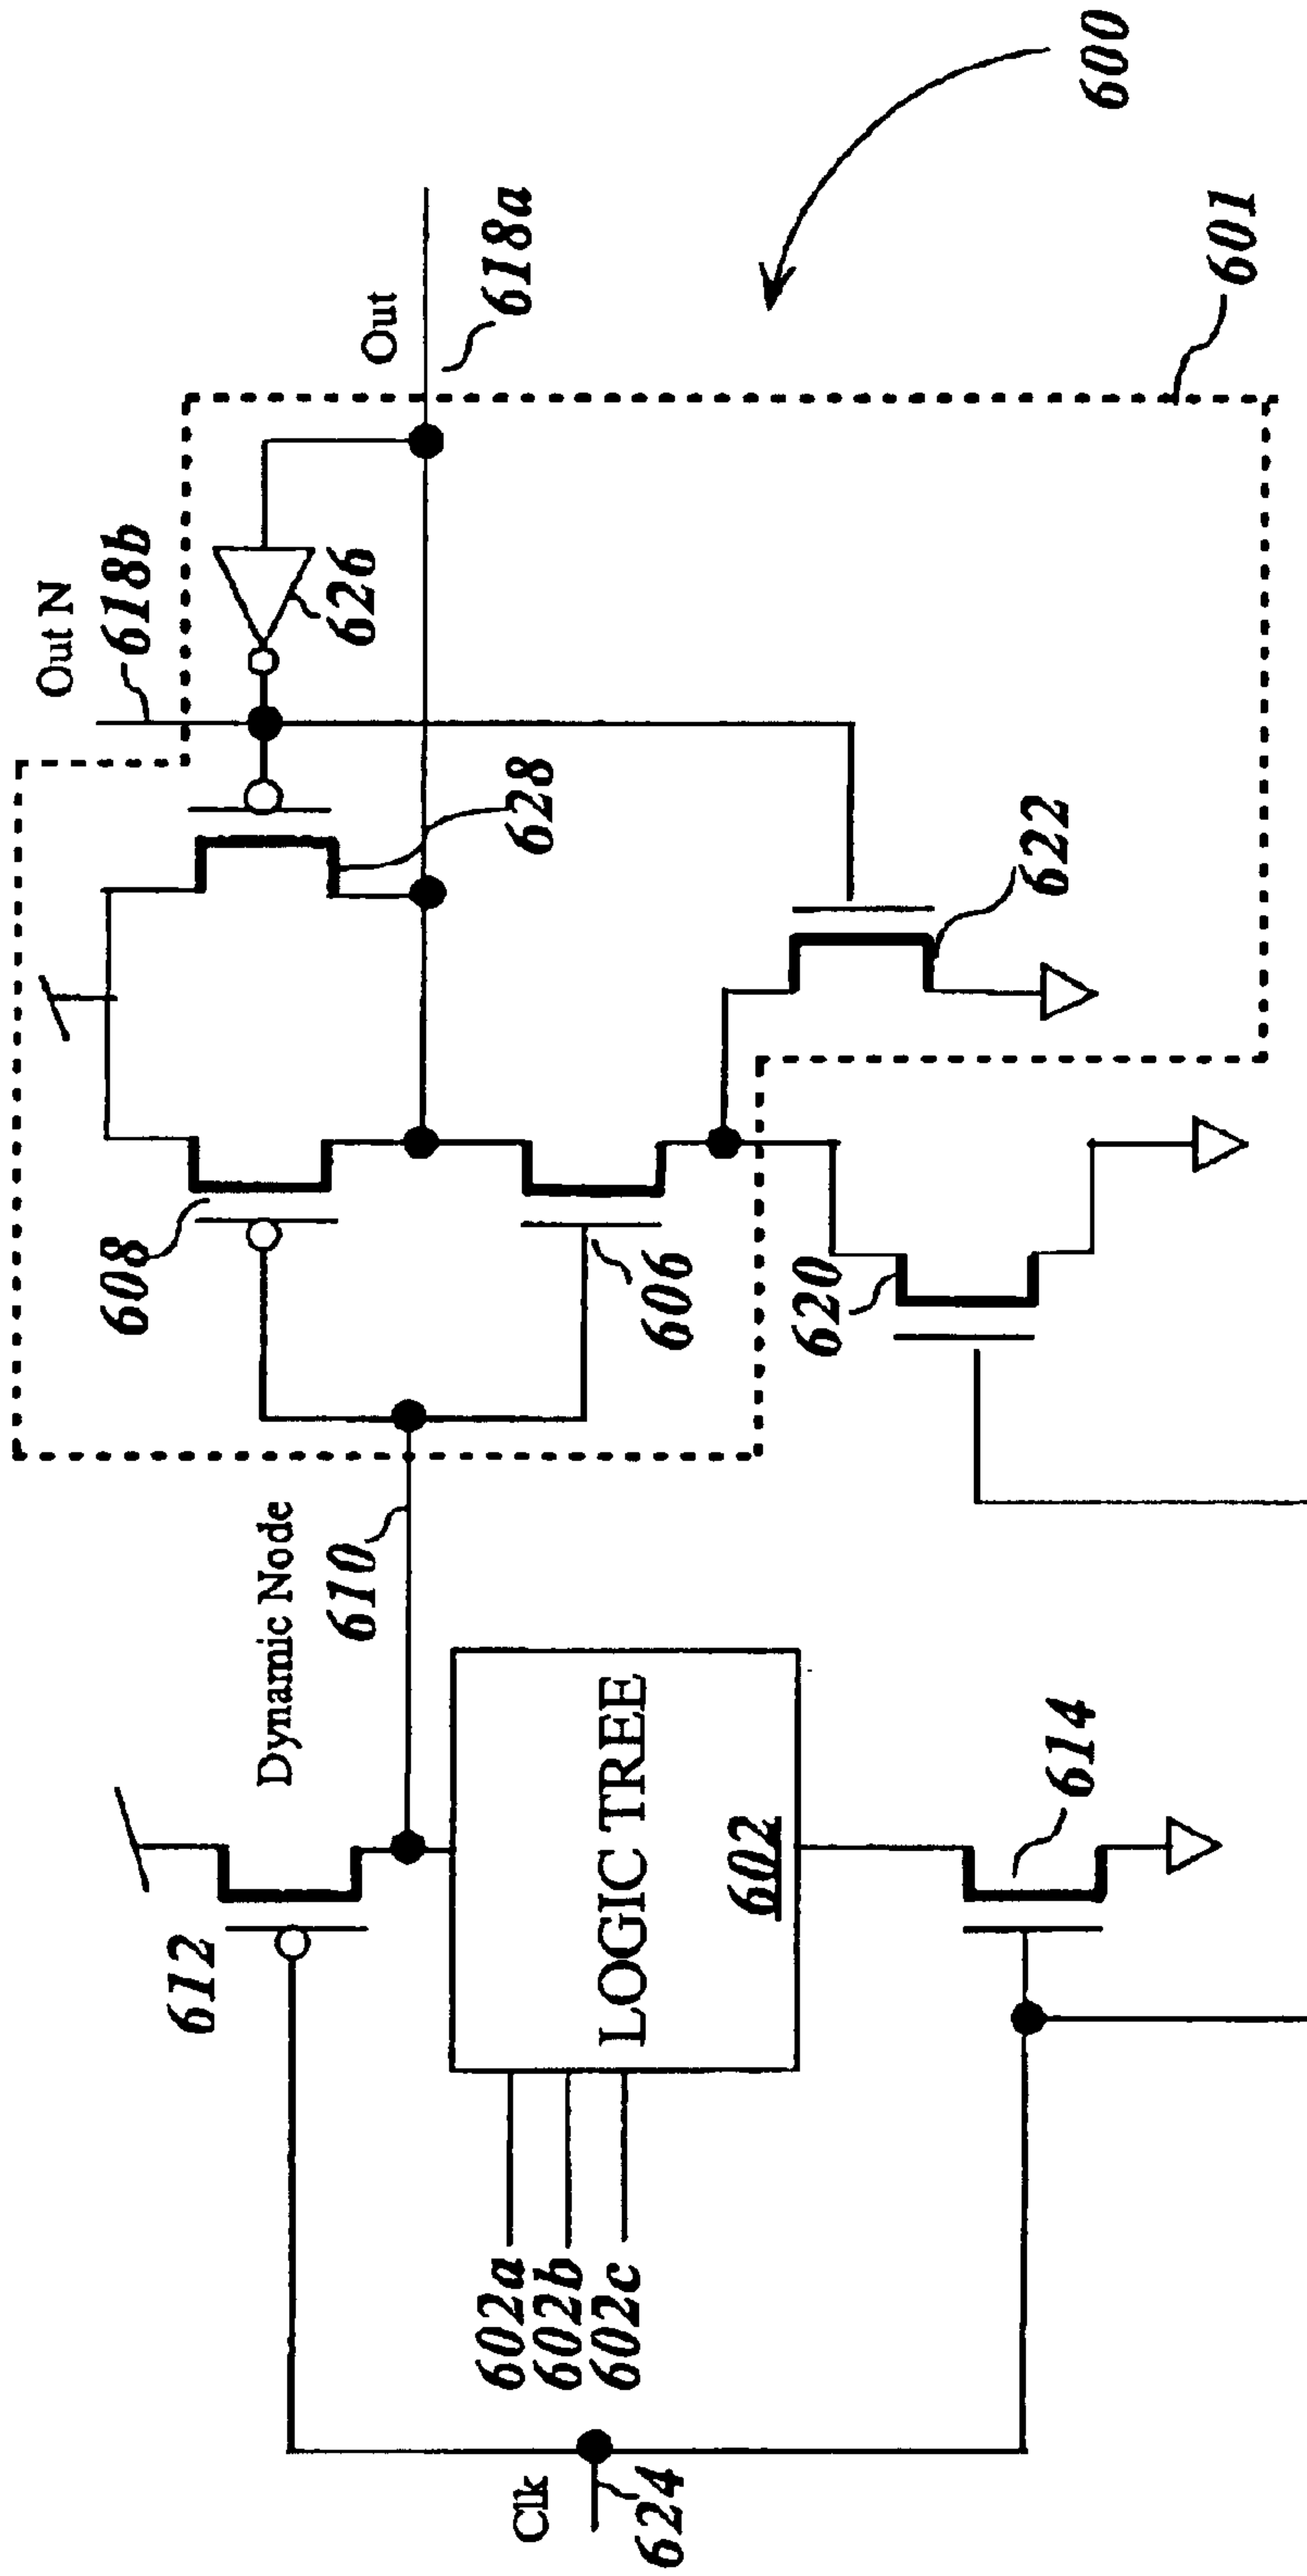 Out N
618b
Out
618a
600
601
626
628
608
606
622
620
Dynamic Node
610
612
LOGIC TREE
602
614
602a
602b
602c
Clk
624